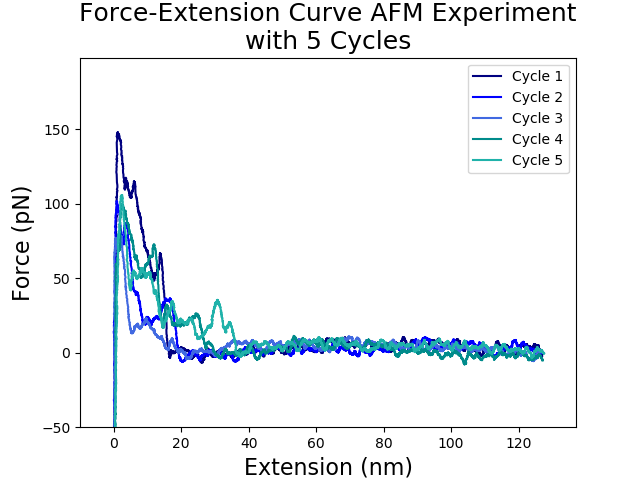 Force-Extension Curve AFM Experiment
with 5 Cycles
Cycle 1
Cycle 2
Cycle 3
Cycle 4
Cycle 5
Force (pN)
150
100
50
0
−50
0 20 40 60 80 100 120
Extension (nm)